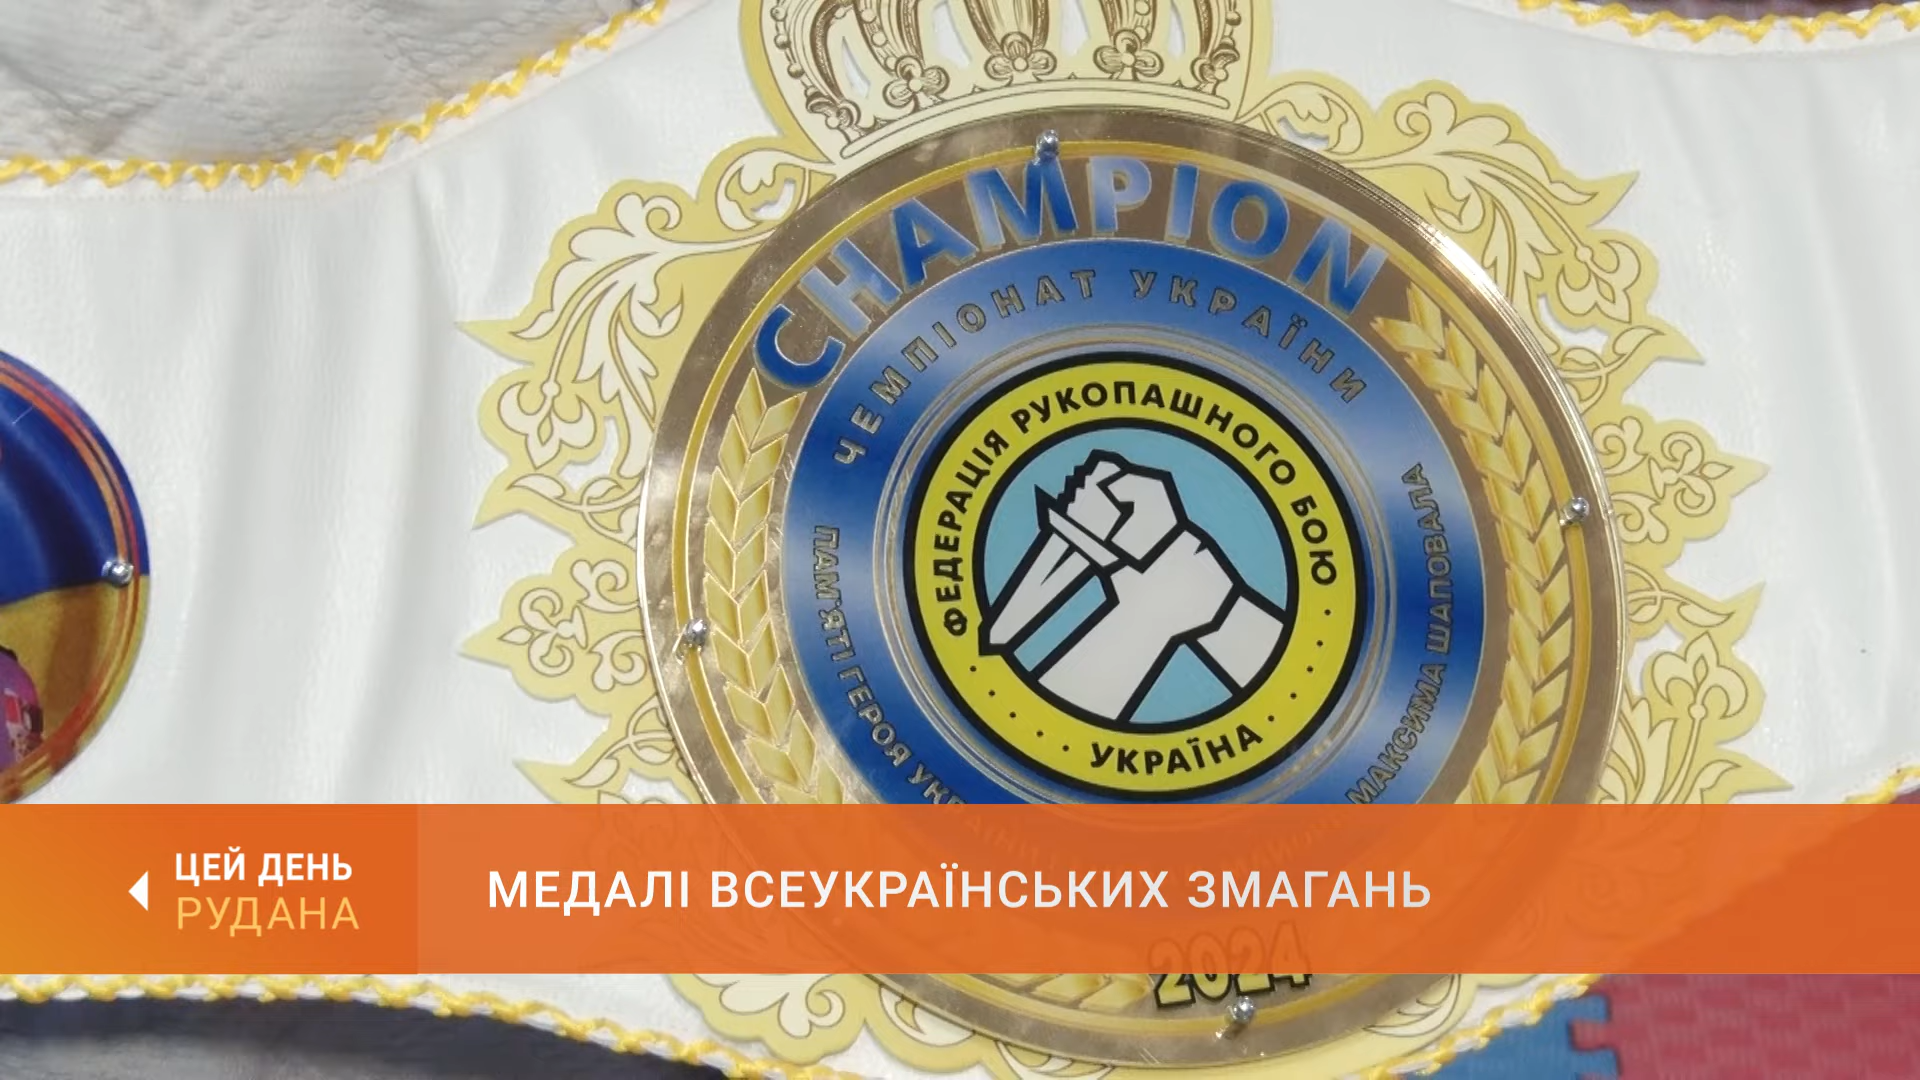 CHAMPION
ЧЕМПІОНАТ УКРАЇНИ
ПАМ'ЯТІ ГЕРОЯ
МАКСИМА ШАПОВАЛА
ФЕДЕРАЦІЯ РУКОПАШНОГО БОЮ
УКРАЇНА
ЦЕЙ ДЕНЬ
РУДАНА
МЕДАЛІ ВСЕУКРАЇНСЬКИХ ЗМАГАНЬ
2024